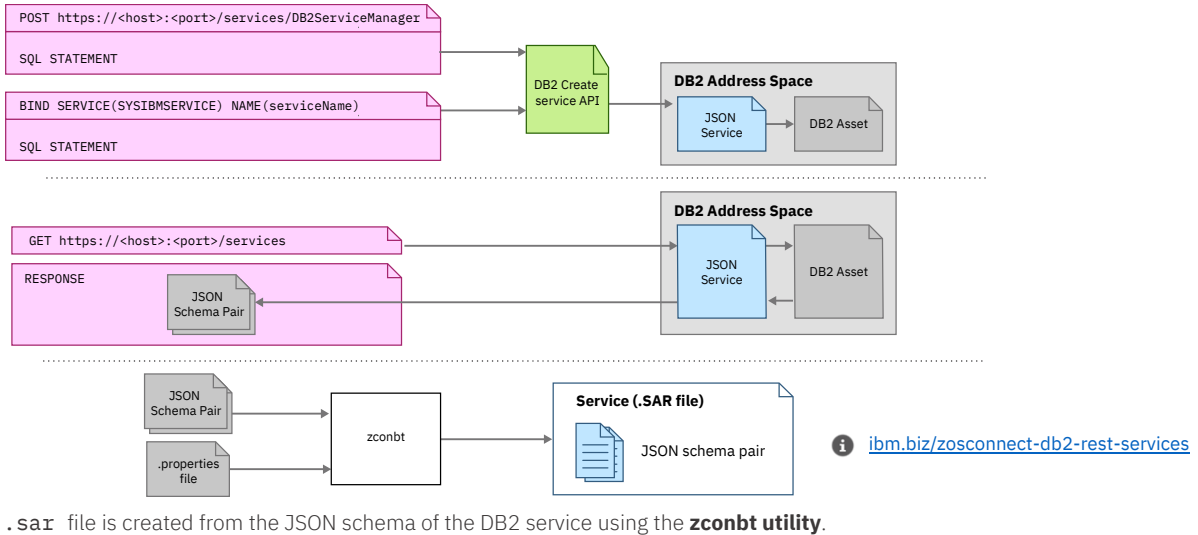 POST https://<host>:<port>/services/DB2ServiceManager
SQL STATEMENT
BIND SERVICE(SYSIBMSERVICE) NAME(serviceName)
SQL STATEMENT
DB2 Create
service API
DB2 Address Space
JSON
Service
DB2 Asset
GET https://<host>:<port>/services
RESPONSE
JSON
Schema Pair
DB2 Address Space
JSON
Service
DB2 Asset
JSON
Schema Pair
.properties
file
zconbt
Service (.SAR file)
JSON schema pair
i
ibm.biz/zosconnect-db2-rest-services
.sar file is created from the JSON schema of the DB2 service using the zconbt utility.